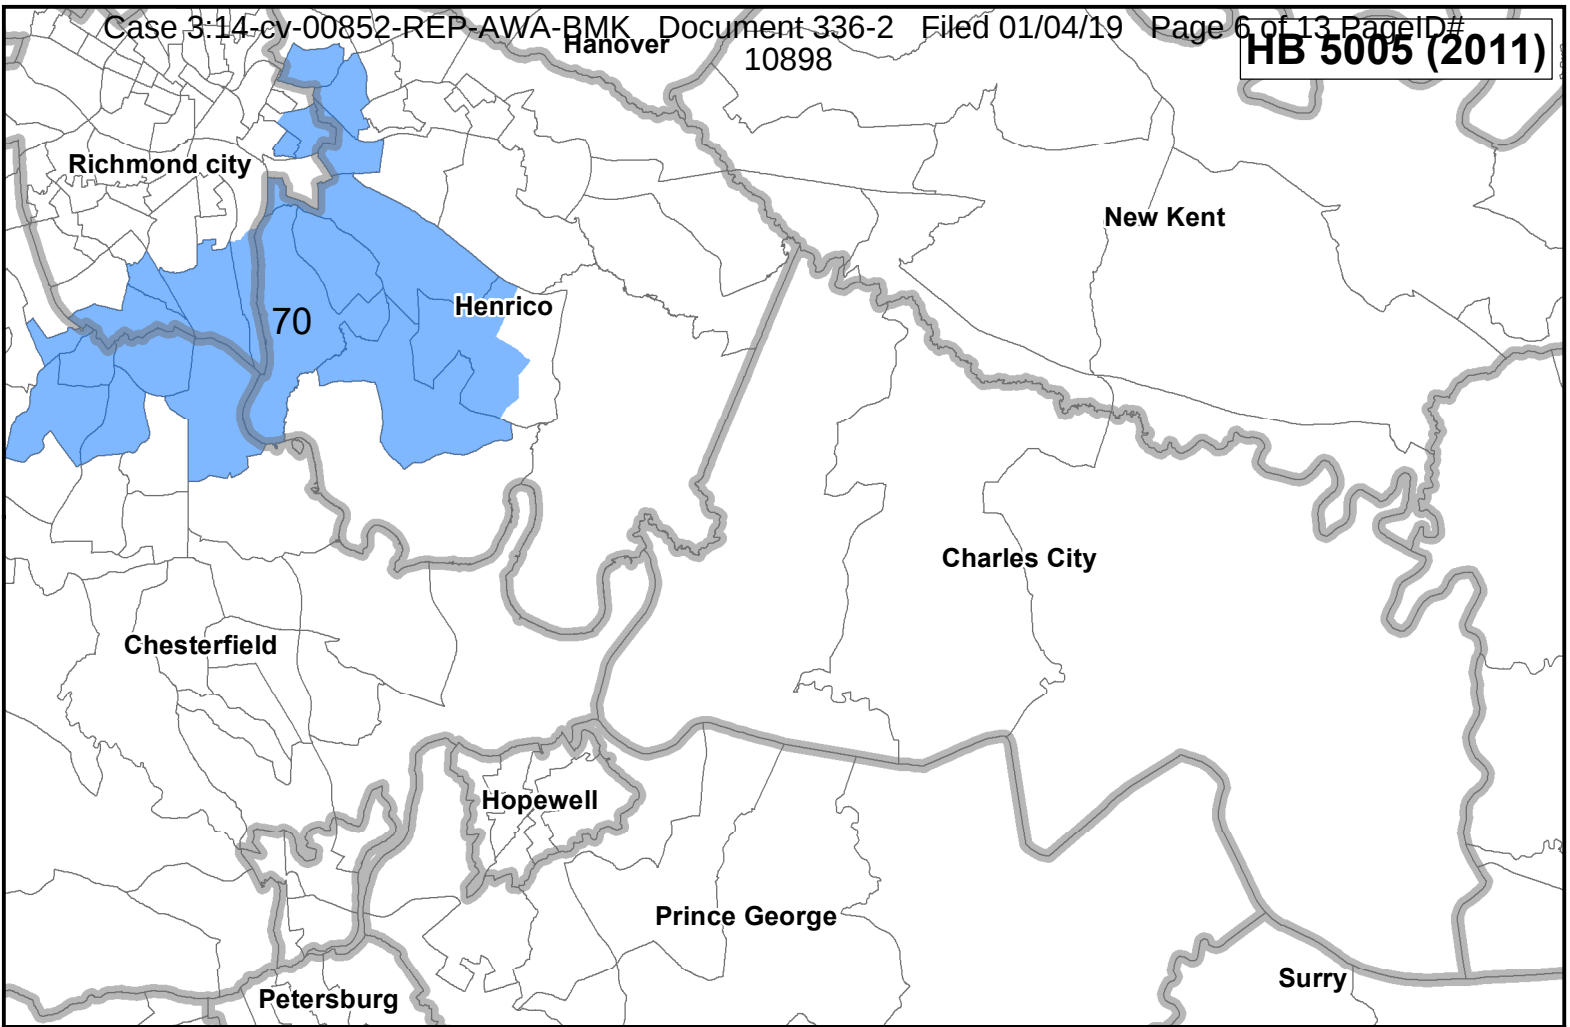 Case 3:14-cv-00852-REP-AWA-BMK Document 336-2 Filed 01/04/19 Page 6 of 13 PageID#
10898
HB 5005 (2011)
Hanover
Richmond city
New Kent
Henrico
70
Charles City
Chesterfield
Hopewell
Prince George
Surry
Petersburg